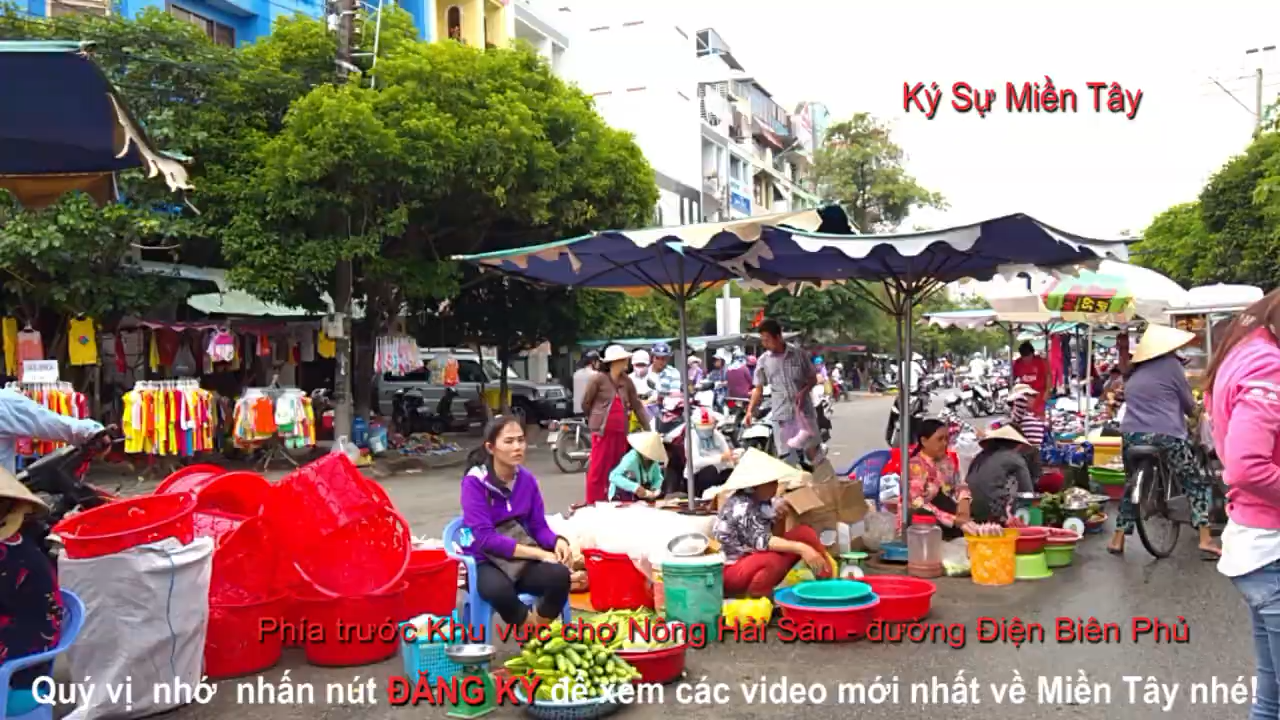 Ký Sự Miền Tây
Phía trước Khu vực chợ Nông Hải Sản - đường Điện Biên Phủ
Quý vị nhớ nhấn nút ĐĂNG KÝ để xem các video mới nhất về Miền Tây nhé!